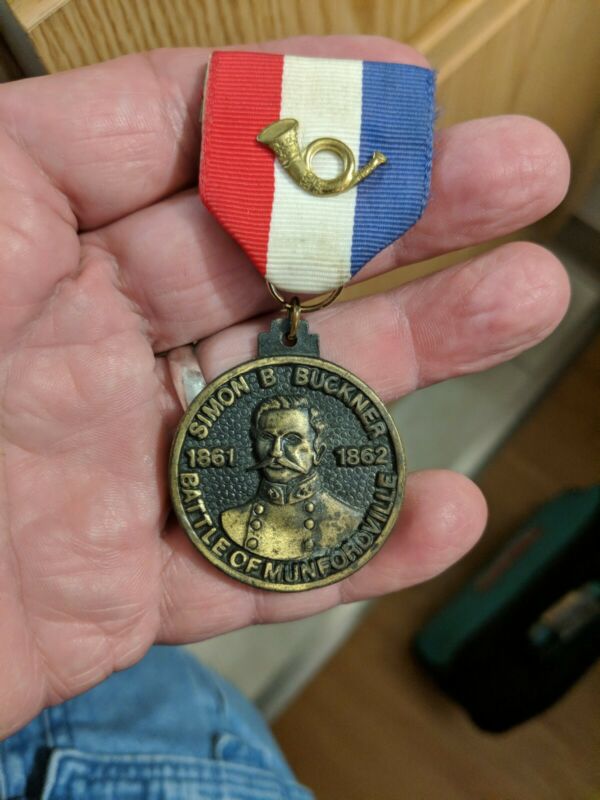 SIMON B BUCKNER
1861 1862
BATTLE OF MUNFORDVILLE